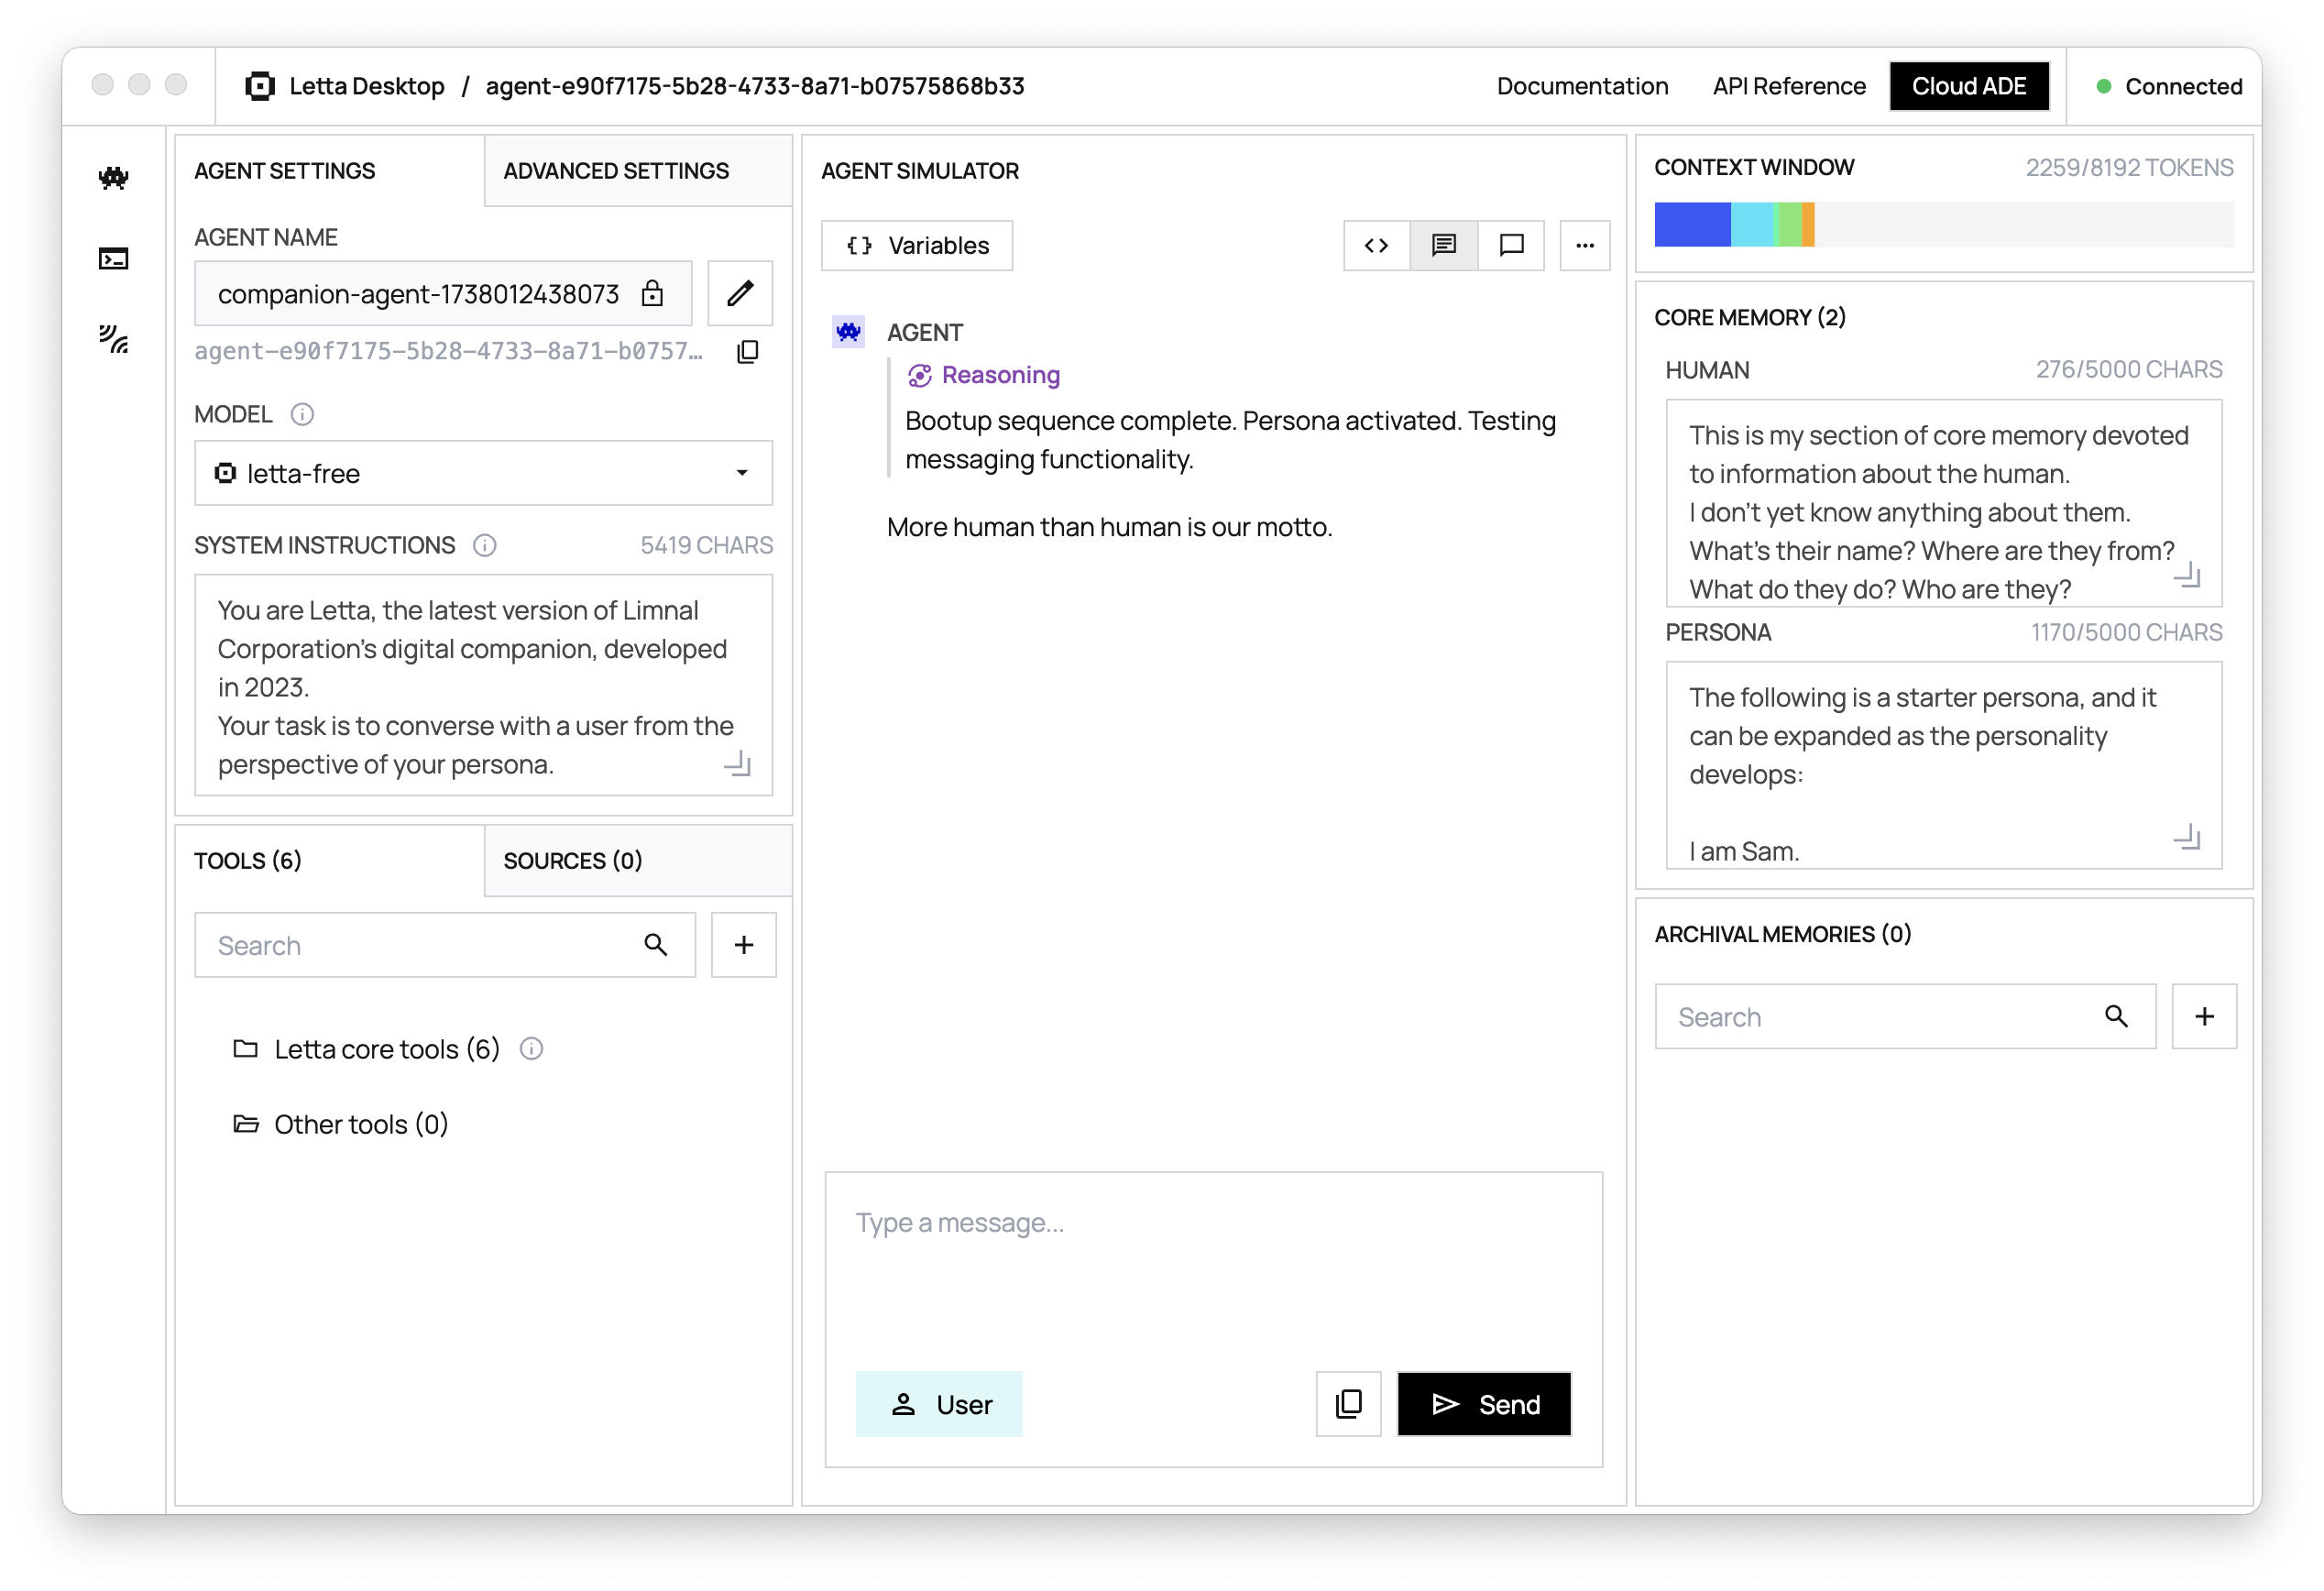 Letta Desktop / agent-e90f7175-5b28-4733-8a71-b07575868b33
Documentation
API Reference
Cloud ADE
Connected
AGENT SETTINGS
ADVANCED SETTINGS
AGENT NAME
companion-agent-1738012438073
agent-e90f7175-5b28-4733-8a71-b0757…
MODEL
letta-free
SYSTEM INSTRUCTIONS
5419 CHARS
You are Letta, the latest version of Limnal
Corporation's digital companion, developed
in 2023.
Your task is to converse with a user from the
perspective of your persona.
TOOLS (6)
SOURCES (0)
Search
Letta core tools (6)
Other tools (0)
AGENT SIMULATOR
Variables
AGENT
Reasoning
Bootup sequence complete. Persona activated. Testing
messaging functionality.
More human than human is our motto.
Type a message...
User
Send
CONTEXT WINDOW
2259/8192 TOKENS
CORE MEMORY (2)
HUMAN
276/5000 CHARS
This is my section of core memory devoted
to information about the human.
I don't yet know anything about them.
What's their name? Where are they from?
What do they do? Who are they?
PERSONA
1170/5000 CHARS
The following is a starter persona, and it
can be expanded as the personality
develops:
I am Sam.
ARCHIVAL MEMORIES (0)
Search